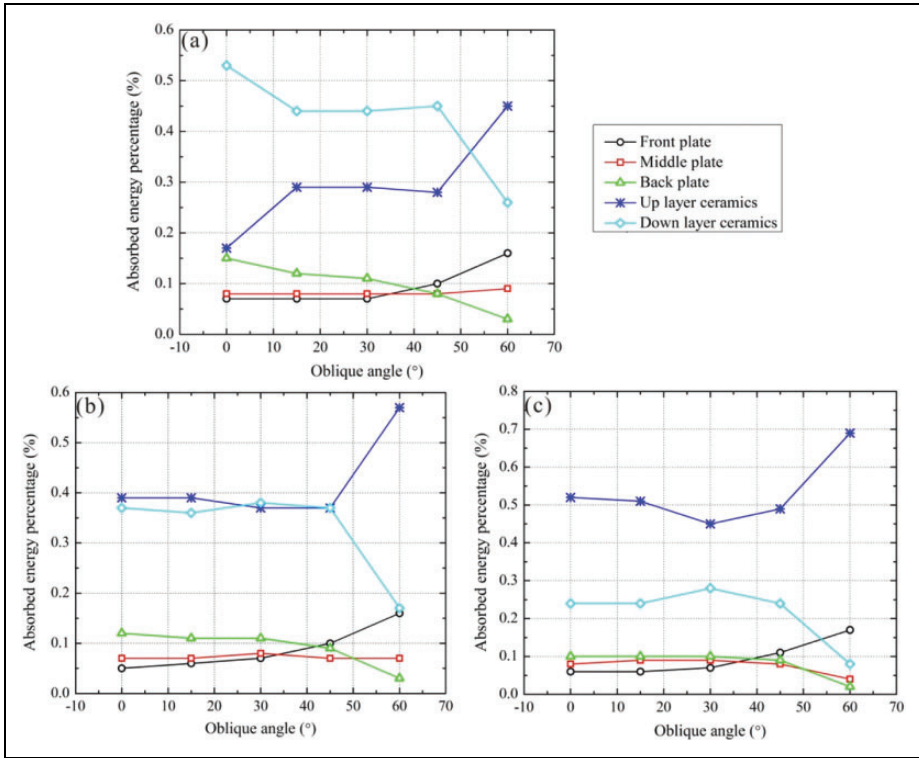 (a)
Absorbed energy percentage (%)
0.6
0.5
0.4
0.3
0.2
0.1
0.0
-10 0 10 20 30 40 50 60 70
Oblique angle (°)
Front plate
Middle plate
Back plate
Up layer ceramics
Down layer ceramics
(b)
Absorbed energy percentage (%)
0.6
0.5
0.4
0.3
0.2
0.1
0.0
-10 0 10 20 30 40 50 60 70
Oblique angle (°)
(c)
Absorbed energy percentage (%)
0.8
0.7
0.6
0.5
0.4
0.3
0.2
0.1
0.0
-10 0 10 20 30 40 50 60 70
Oblique angle (°)